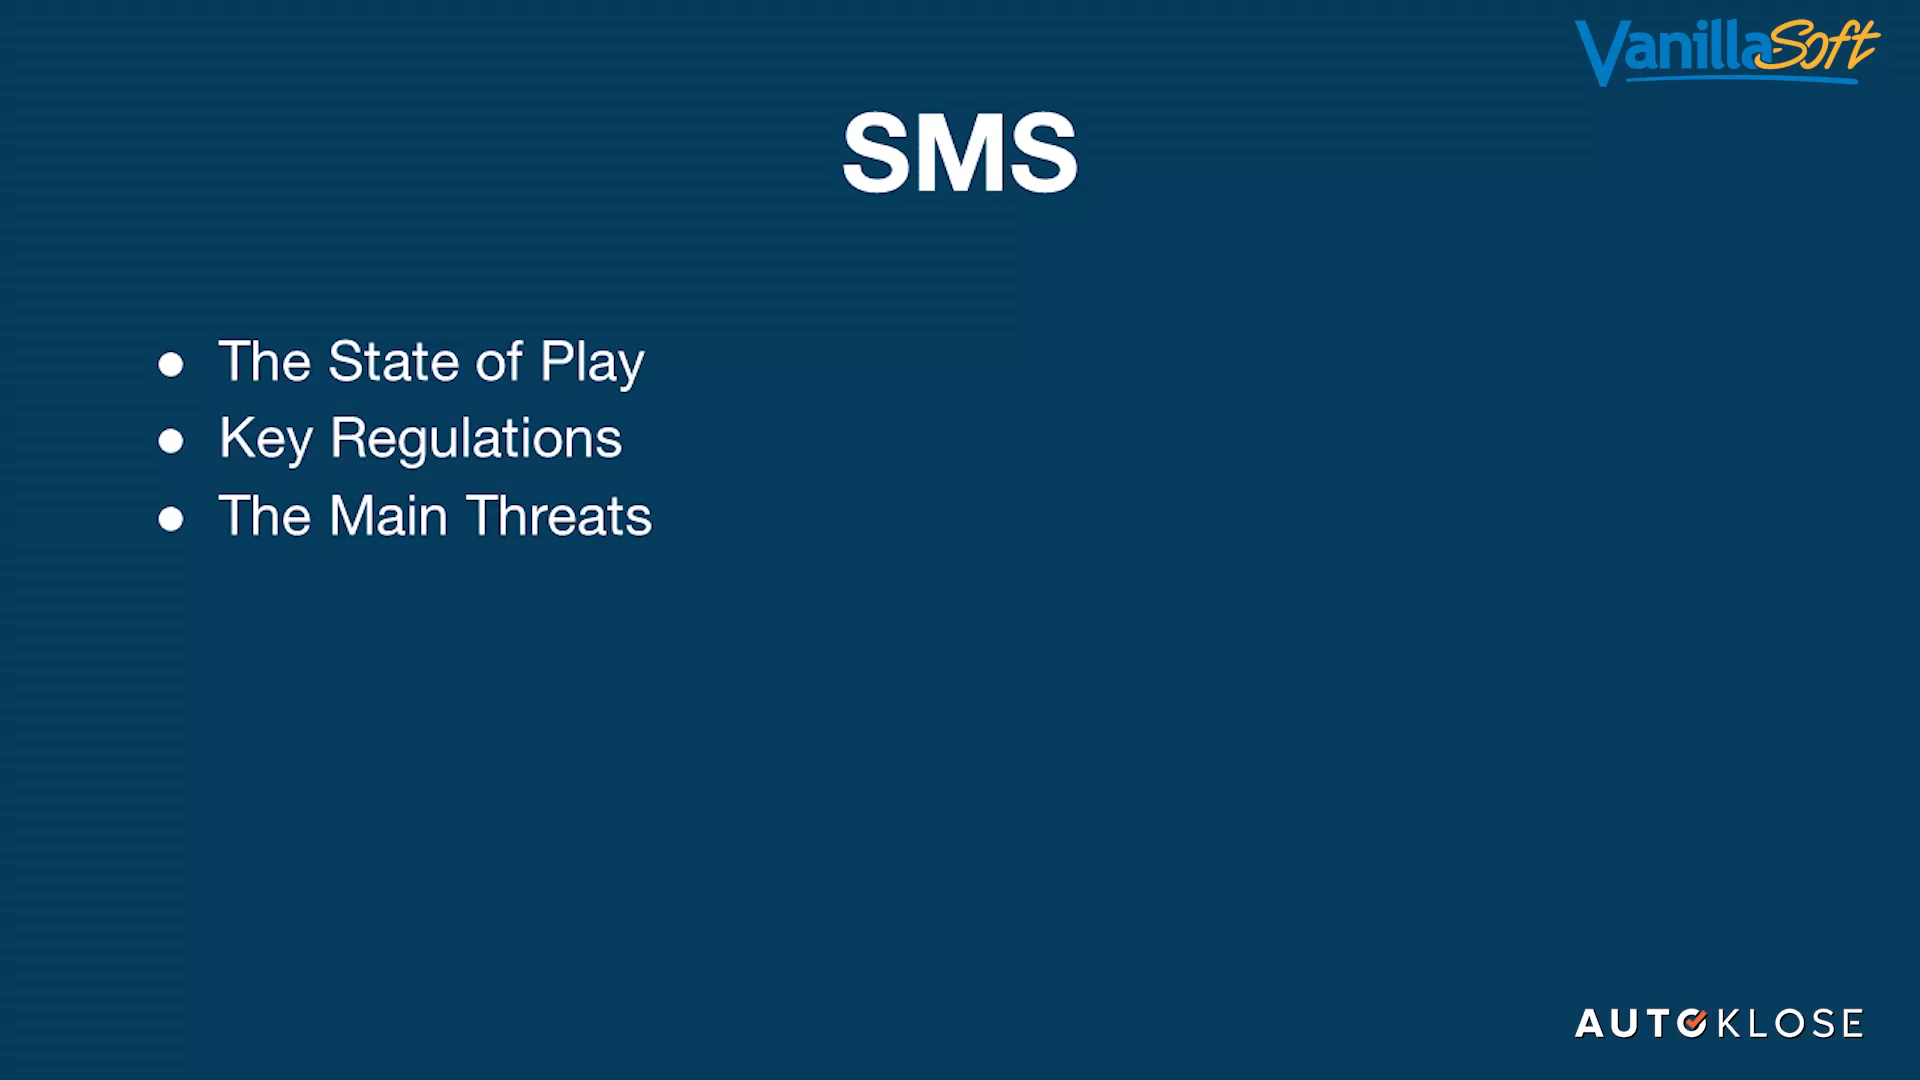 VanillaSoft
SMS
● The State of Play
● Key Regulations
● The Main Threats
AUTOKLOSE